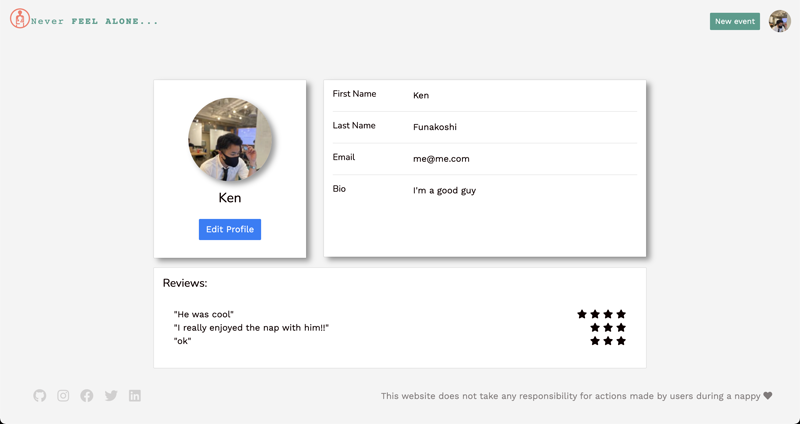 Never FEEL ALONE...
New event
Ken
Edit Profile
First Name Ken
Last Name Funakoshi
Email me@me.com
Bio I'm a good guy
Reviews:
"He was cool"
"I really enjoyed the nap with him!!"
"ok"
This website does not take any responsibility for actions made by users during a nappy